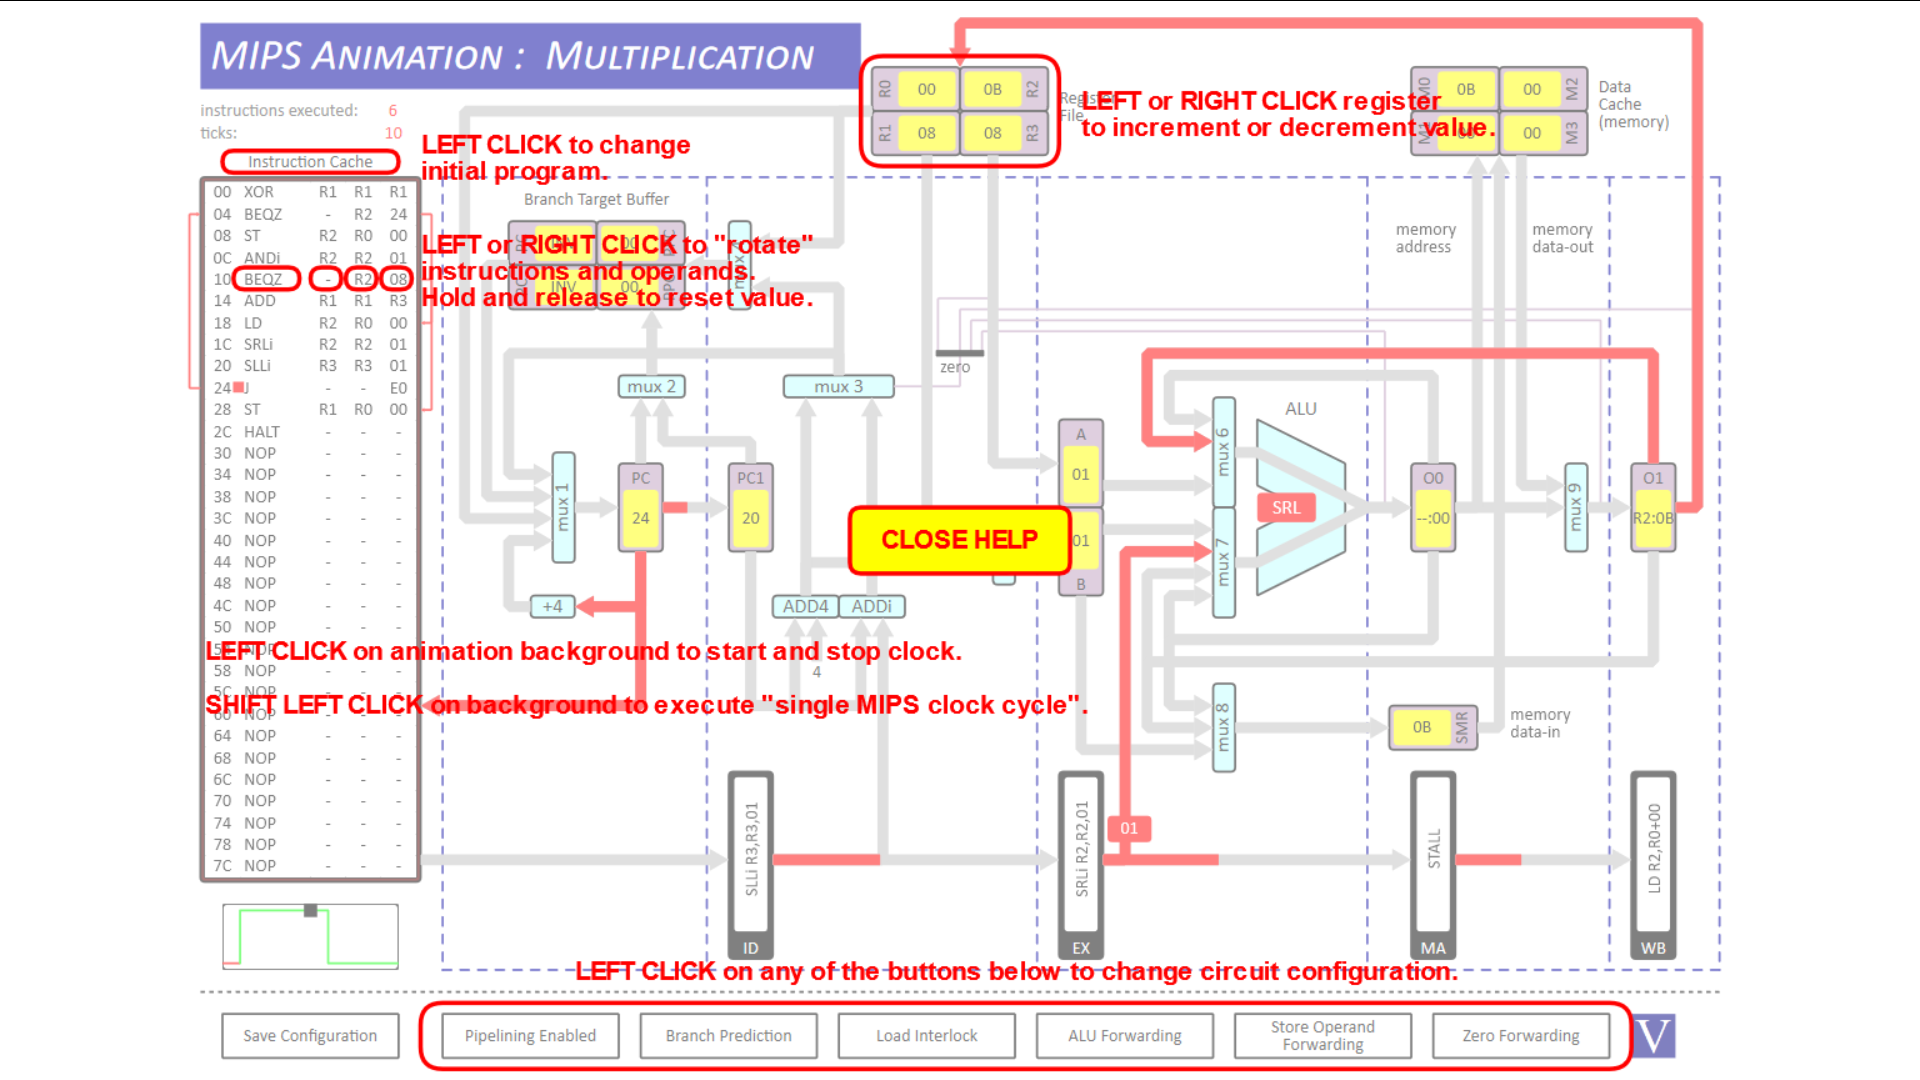 MIPS ANIMATION : MULTIPLICATION
instructions executed: 6
ticks: 10
Instruction Cache
LEFT CLICK to change
initial program.
00 XOR R1 R1 R1
04 BEQZ - R2 24
08 ST R2 R0 00
0C ANDi R2 R2 01
10 BEQZ - R2 08
14 ADD R1 R1 R3
18 LD R2 R0 00
1C SRLi R2 R2 01
20 SLLi R3 R3 01
24 J - - E0
28 ST R1 R0 00
2C HALT - - -
30 NOP - - -
34 NOP - - -
38 NOP - - -
3C NOP - - -
40 NOP - - -
44 NOP - - -
48 NOP - - -
4C NOP - - -
50 NOP - - -
NOP
58 NOP - - -
5C NOP - - -
60 NOP - - -
64 NOP - - -
68 NOP - - -
6C NOP - - -
70 NOP - - -
74 NOP - - -
78 NOP - - -
7C NOP - - -
LEFT or RIGHT CLICK to "rotate"
instructions and operands.
Hold and release to reset value.
R0 00 0B R2
R1 08 08 R3
Register
File
LEFT or RIGHT CLICK register
to increment or decrement value.
M0 0B 00 M2
00 M3
Data
Cache
(memory)
Branch Target Buffer
INV 00
memory
address
memory
data-out
zero
mux 2
mux 3
mux 1
PC
24
PC1
20
+4
ADD4
ADDi
4
A
01
01
B
CLOSE HELP
mux 6
mux 7
mux 8
ALU
SRL
O0
--:00
mux 9
O1
R2:0B
0B SMR
memory
data-in
LEFT CLICK on animation background to start and stop clock.
SHIFT LEFT CLICK on background to execute "single MIPS clock cycle".
01
SLLi R3,R3,01
ID
SRLi R2,R2,01
EX
STALL
MA
LD R2,R0+00
WB
LEFT CLICK on any of the buttons below to change circuit configuration.
Save Configuration
Pipelining Enabled
Branch Prediction
Load Interlock
ALU Forwarding
Store Operand
Forwarding
Zero Forwarding
V